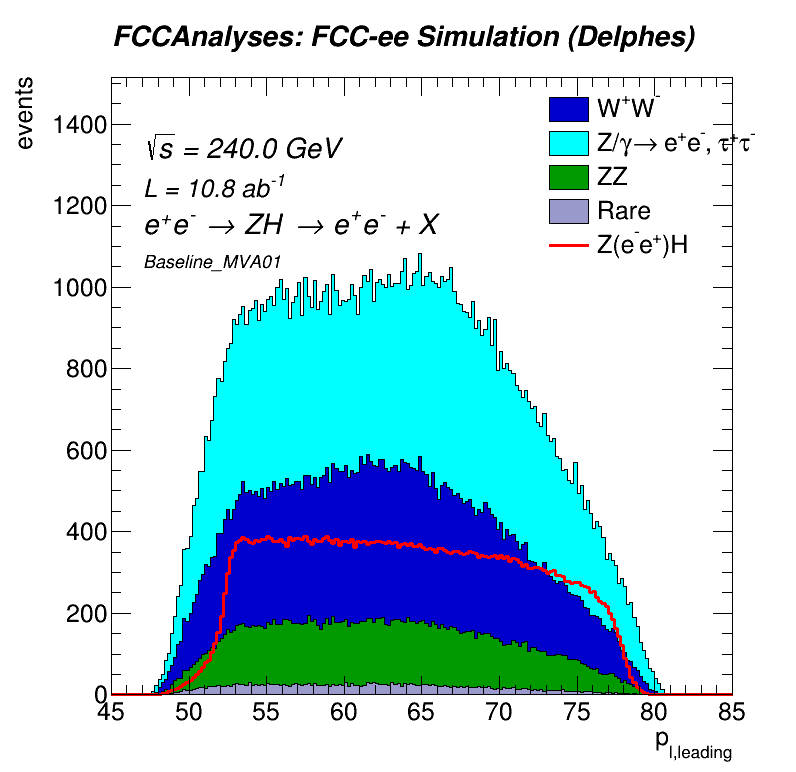 FCCAnalyses: FCC-ee Simulation (Delphes)
events
1400
1200
1000
800
600
400
200
0
√s = 240.0 GeV
L = 10.8 ab⁻¹
e⁺e⁻ → ZH → e⁺e⁻ + X
Baseline_MVA01
W⁺W⁻
Z/γ→ e⁺e⁻, τ⁺τ⁻
ZZ
Rare
Z(e⁻e⁺)H
45 50 55 60 65 70 75 80 85
p_l,leading